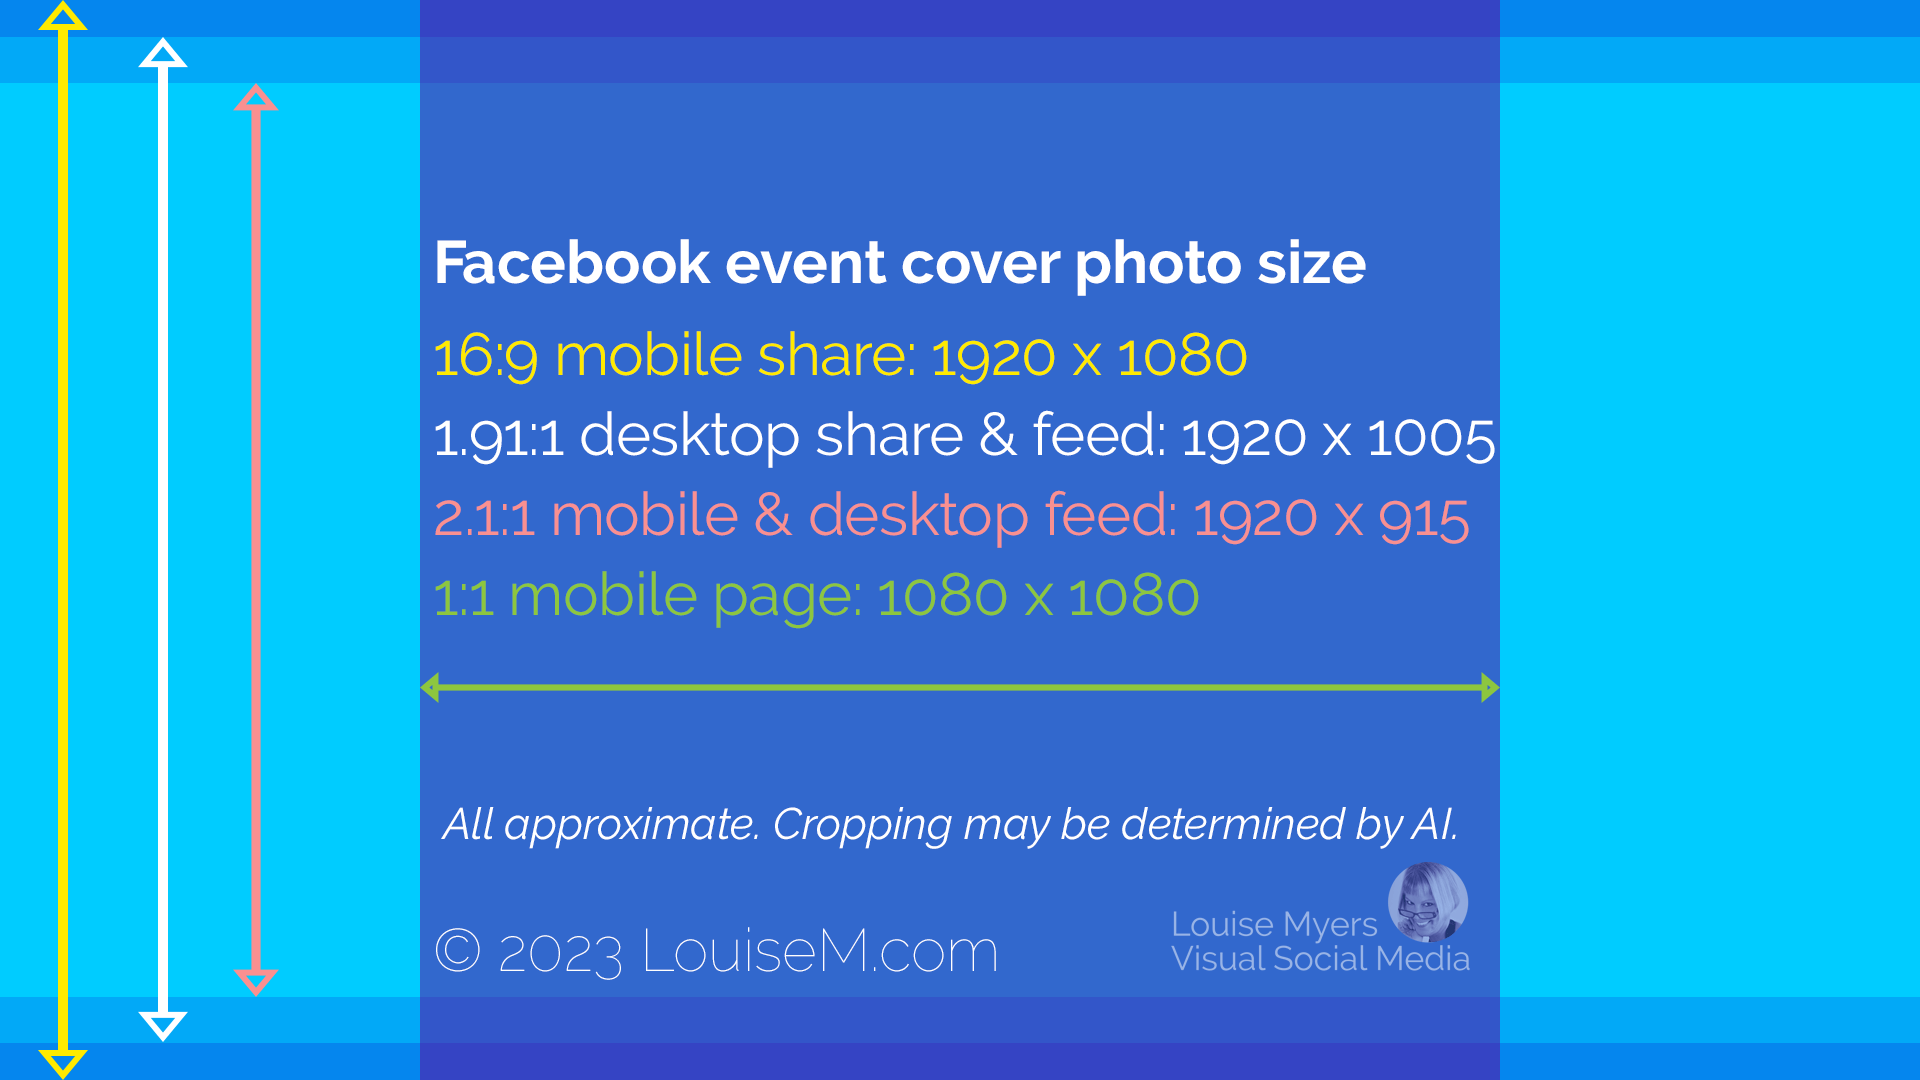 Facebook event cover photo size
16:9 mobile share: 1920 x 1080
1.91:1 desktop share & feed: 1920 x 1005
2.1:1 mobile & desktop feed: 1920 x 915
1:1 mobile page: 1080 x 1080
All approximate. Cropping may be determined by AI.
© 2023 LouiseM.com
Louise Myers
Visual Social Media